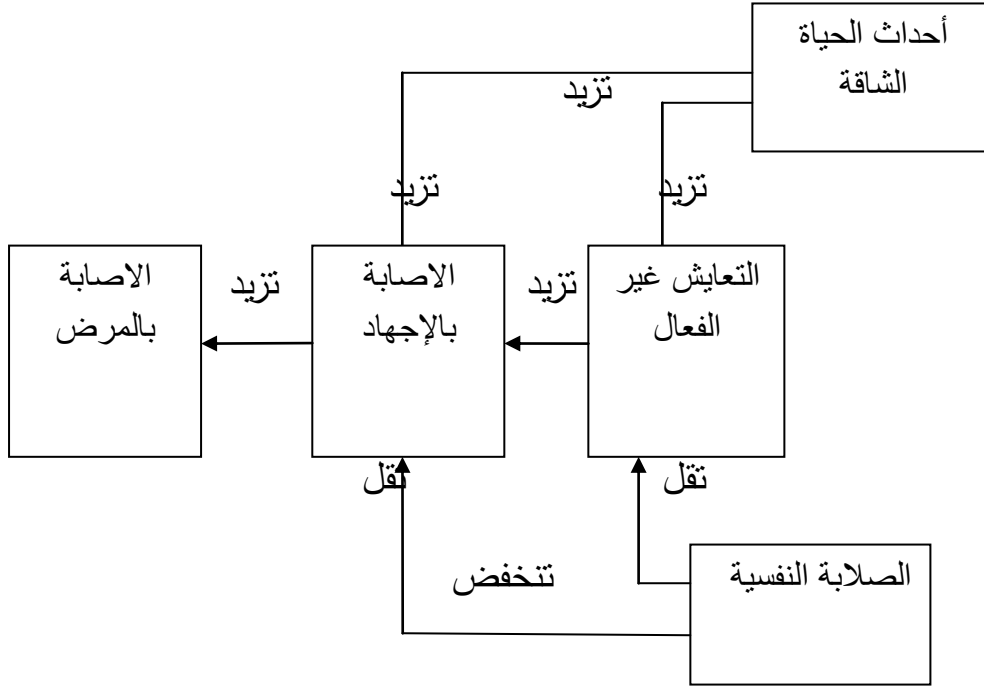 أحداث الحياة
الشاقة
تزيد
تزيد
تزيد
التعايش غير
الفعال
تزيد
الاصابة
بالإجهاد
تزيد
الاصابة
بالمرض
تقل
تقل
الصلابة النفسية
تنخفض